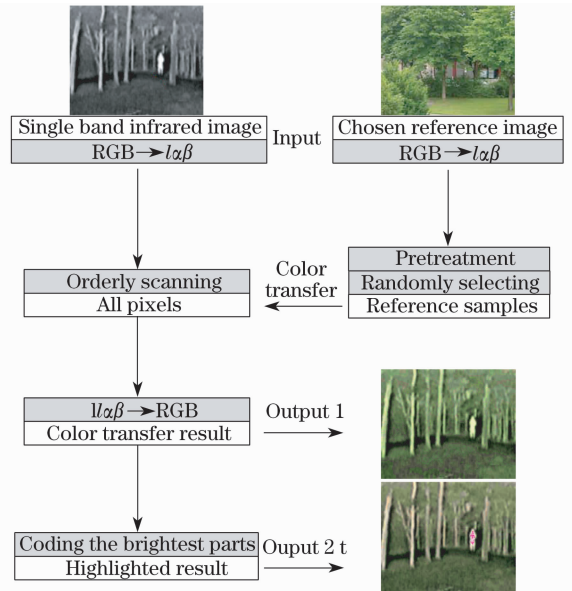 Single band infrared image
RGB→lαβ
Input
Chosen reference image
RGB→lαβ
Pretreatment
Randomly selecting
Reference samples
Color
transfer
Orderly scanning
All pixels
llαβ→RGB
Color transfer result
Output 1
Coding the brightest parts
Highlighted result
Ouput 2 t